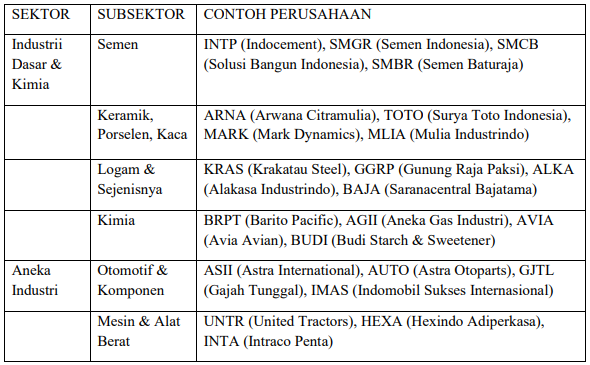 SEKTOR SUBSEKTOR CONTOH PERUSAHAAN
Industrii Dasar & Kimia
Semen
INTP (Indocement), SMGR (Semen Indonesia), SMCB
(Solusi Bangun Indonesia), SMBR (Semen Baturaja)
Keramik,
Porselen, Kaca
ARNA (Arwana Citramulia), TOTO (Surya Toto Indonesia),
MARK (Mark Dynamics), MLIA (Mulia Industrindo)
Logam &
Sejenisnya
KRAS (Krakatau Steel), GGRP (Gunung Raja Paksi), ALKA
(Alakasa Industrindo), BAJA (Saranacentral Bajatama)
Kimia
BRPT (Barito Pacific), AGII (Aneka Gas Industri), AVIA
(Avia Avian), BUDI (Budi Starch & Sweetener)
Aneka
Industri
Otomotif &
Komponen
ASII (Astra International), AUTO (Astra Otoparts), GJTL
(Gajah Tunggal), IMAS (Indomobil Sukses Internasional)
Mesin & Alat
Berat
UNTR (United Tractors), HEXA (Hexindo Adiperkasa),
INTA (Intraco Penta)